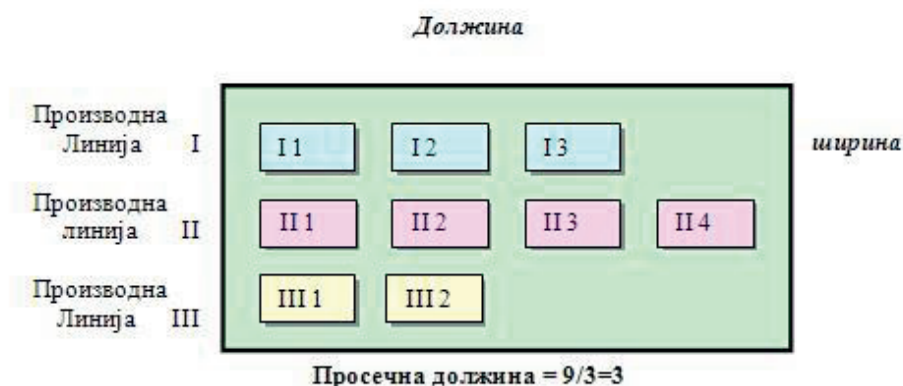 Должина
Производна
Линија I
I 1 I 2 I 3
ширина
Производна
линија II
II 1 II 2 II 3 II 4
Производна
Линија III
III 1 III 2
Просечна должина = 9/3=3